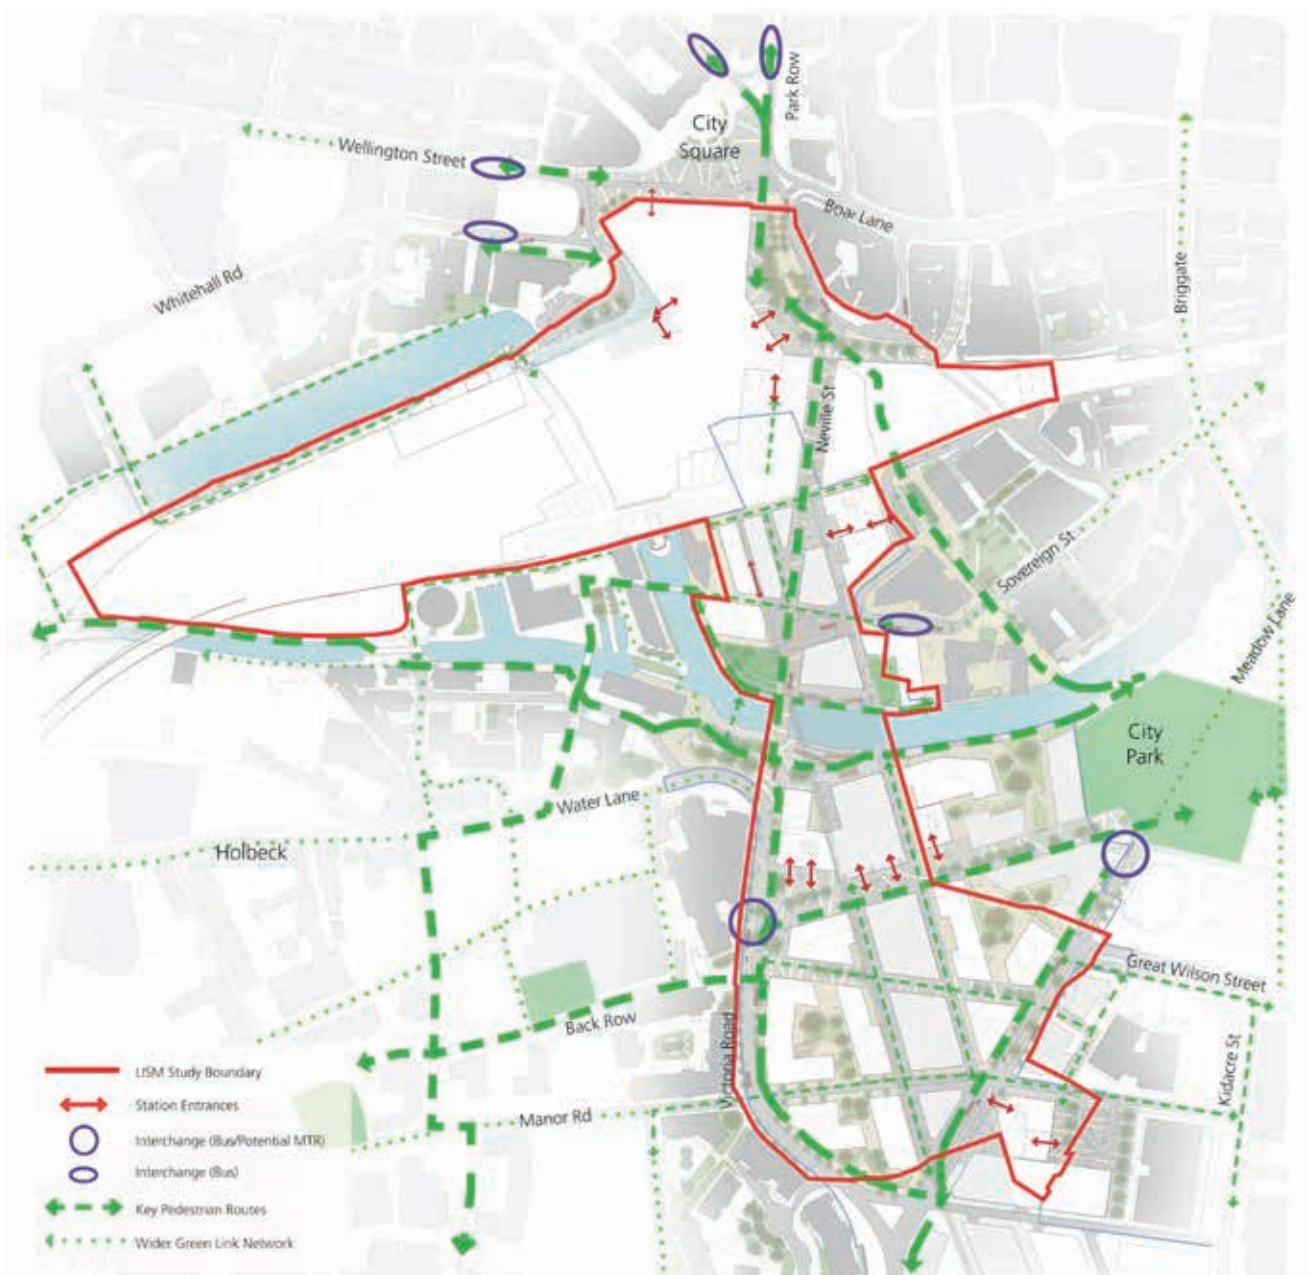 Park Row
City
Square
Wellington Street
Boar Lane
Whitehall Rd
Briggate
Neville St
Sovereign St.
Meadow Lane
City
Park
Water Lane
Holbeck
Great Wilson Street
Back Row
Victoria Road
Kidacre St
Manor Rd
LISM Study Boundary
Station Entrances
Interchange (Bus/Potential MTR)
Interchange (Bus)
Key Pedestrian Routes
Wider Green Link Network